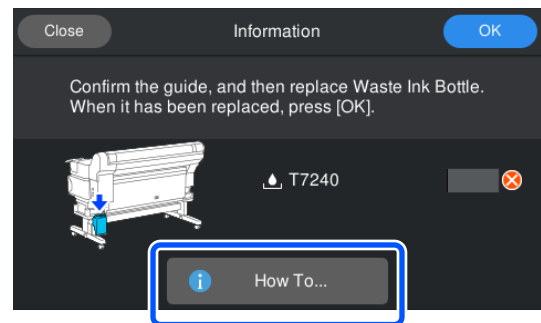 Close
Information
OK
Confirm the guide, and then replace Waste Ink Bottle.
When it has been replaced, press [OK].
T7240
How To...